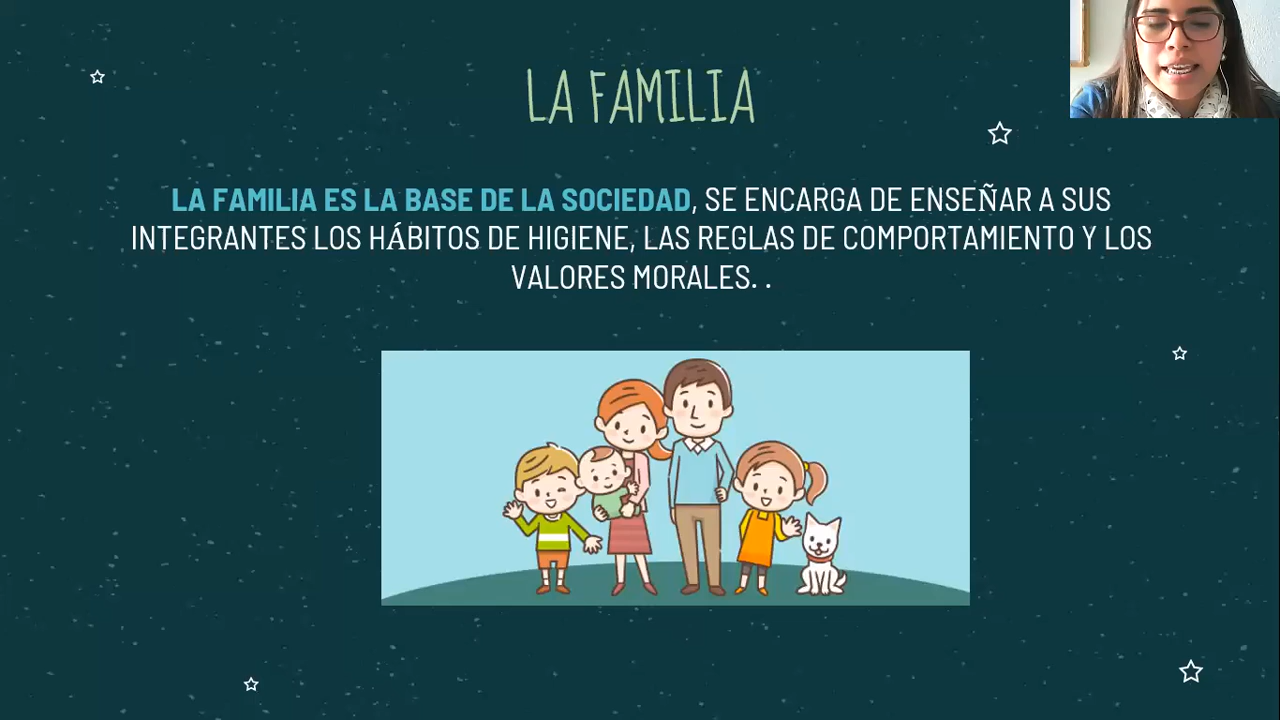 LA FAMILIA
LA FAMILIA ES LA BASE DE LA SOCIEDAD, SE ENCARGA DE ENSEÑAR A SUS
INTEGRANTES LOS HÁBITOS DE HIGIENE, LAS REGLAS DE COMPORTAMIENTO Y LOS
VALORES MORALES. .